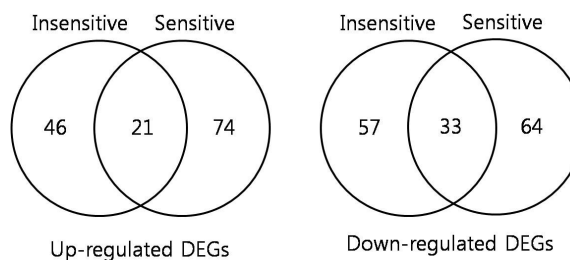 Insensitive Sensitive
46 21 74
Up-regulated DEGs
Insensitive Sensitive
57 33 64
Down-regulated DEGs